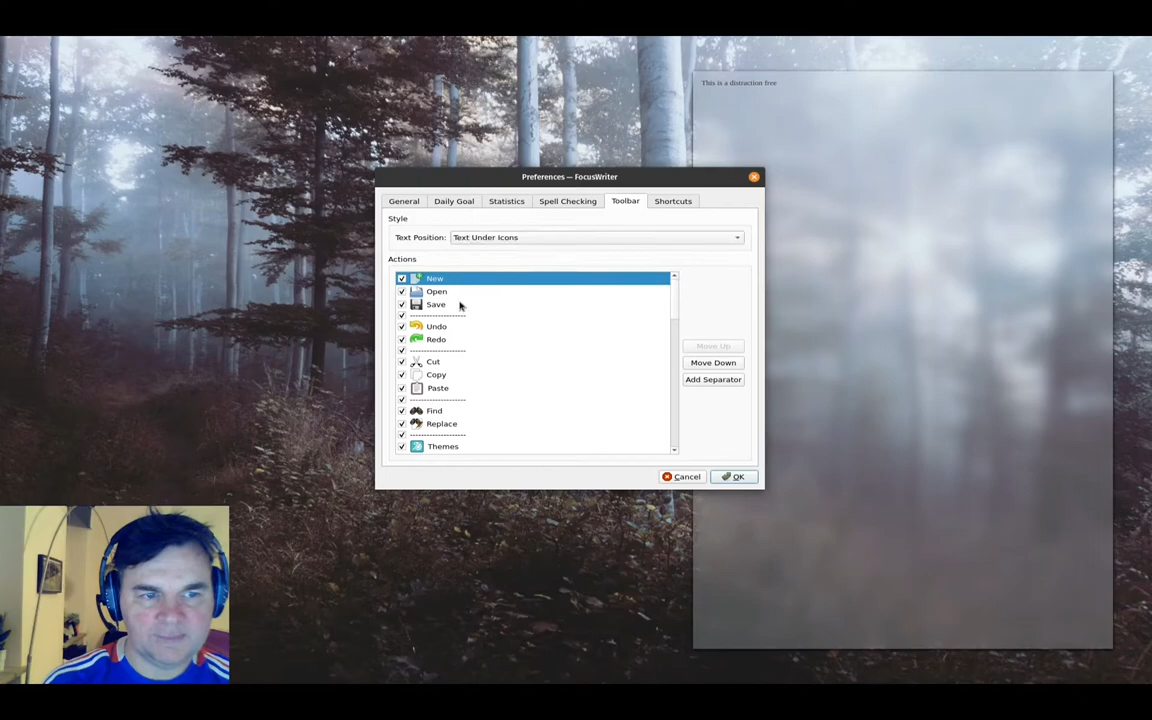 This is a distraction free
Preferences — FocusWriter
General Daily Goal Statistics Spell Checking Toolbar Shortcuts
Style
Text Position: Text Under Icons
Actions
New
Open
Save
--------------------
Undo
Redo
--------------------
Cut
Copy
Paste
--------------------
Find
Replace
--------------------
Themes
Move Up
Move Down
Add Separator
Cancel OK